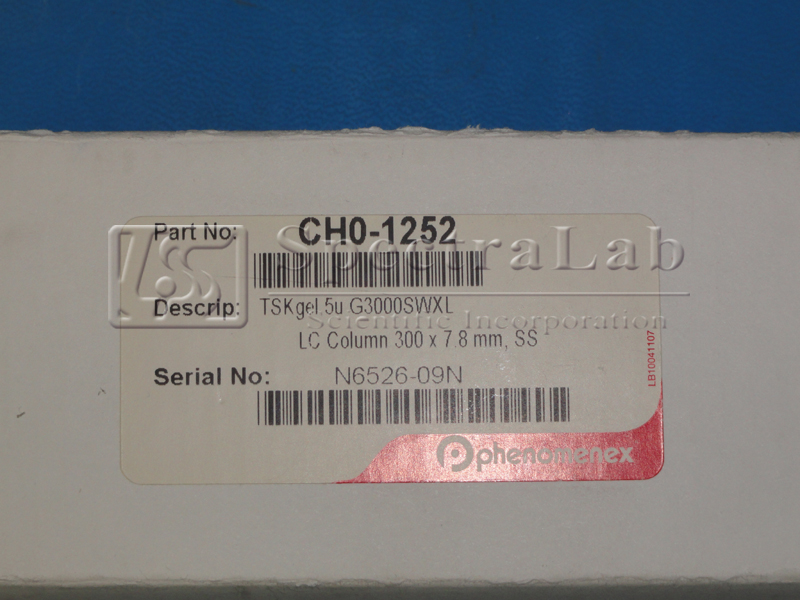 Part No: CH0-1252
SpectraLab
Scientific Incorporation
Descrip: TSKgel 5u G3000SWXL
LC Column 300 x 7.8 mm, SS
Serial No: N6526-09N
LB10041107
phenomenex